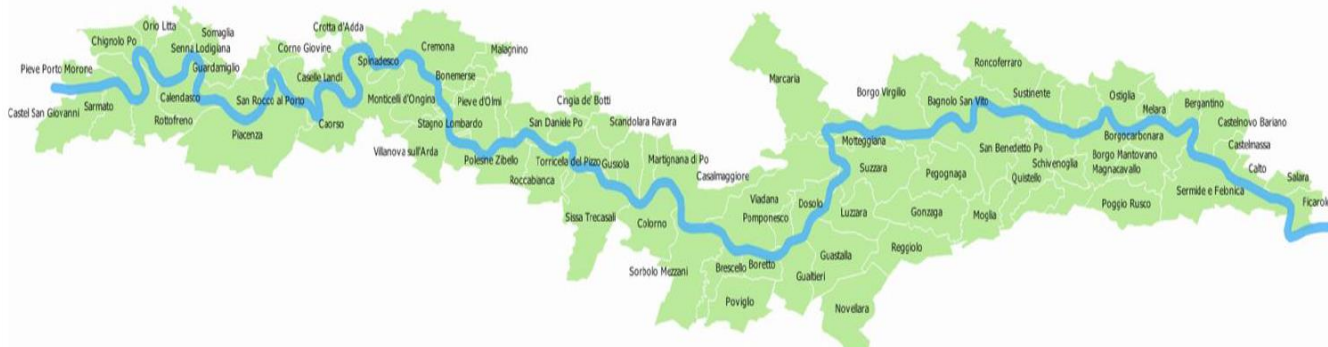 Orio Litta
Somaglia
Chignolo Po
Senna Lodigiana
Pieve Porto Morone
Guardamiglio
Castel San Giovanni
Sarmato
Calendasco
Rottofreno
Piacenza
Corno Giovine
San Rocco al Porto
Caselle Landi
Caorso
Crotta d'Adda
Spinadesco
Cremona
Malagnino
Bonemerse
Monticelli d'Ongina
Pieve d'Olmi
Stagno Lombardo
Villanova sull'Arda
San Daniele Po
Cingia de' Botti
Scandolara Ravara
Polesne Zibello
Torricella del Pizzo
Gussola
Martignana di Po
Roccabianca
Casalmaggiore
Sissa Trecasali
Colorno
Sorbolo Mezzani
Marcaria
Viadana
Pomponesco
Dosolo
Brescello
Boretto
Poviglio
Gualtieri
Guastalla
Luzzara
Reggiolo
Novellara
Borgo Virgilio
Bagnolo San Vito
Motteggiana
Suzzara
Pegognaga
Gonzaga
Moglia
Roncoferraro
Sustinente
San Benedetto Po
Quistello
Schivenoglia
Ostiglia
Melara
Borgocarbonara
Borgo Mantovano
Magnacavallo
Poggio Rusco
Bergantino
Castelnovo Bariano
Castelmassa
Calto
Salara
Sermide e Felonica
Ficarolo